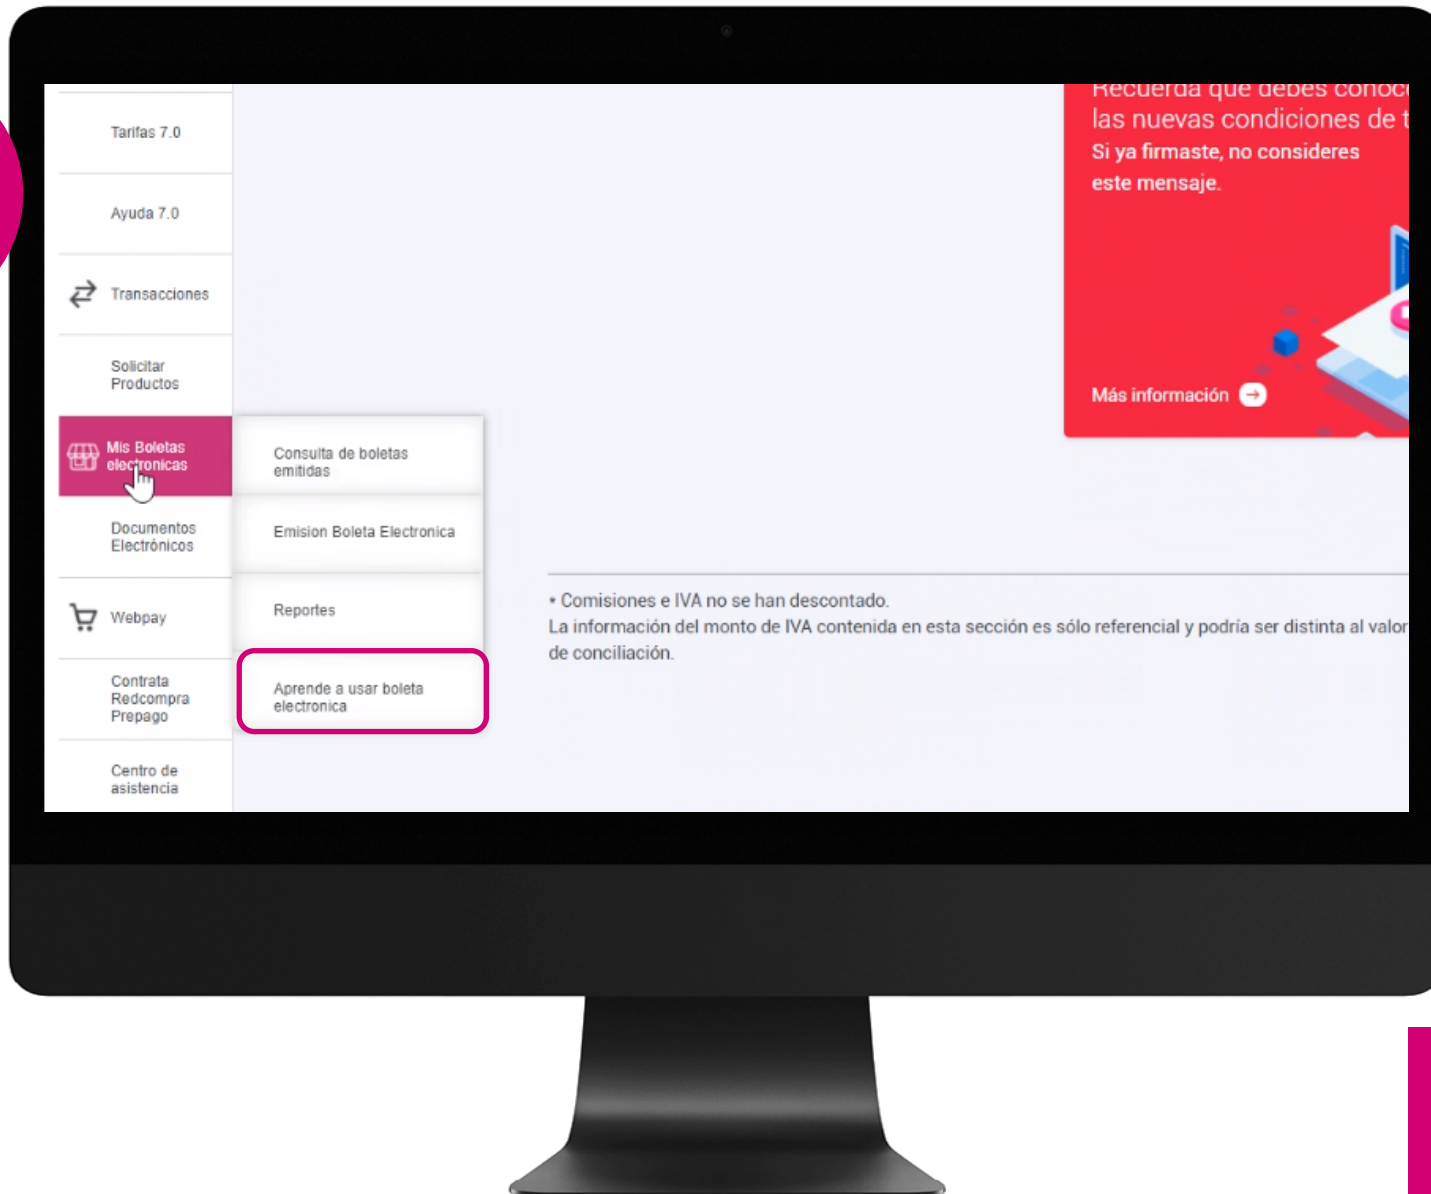 Tarifas 7.0
Ayuda 7.0
Transacciones
Solicitar
Productos
Mis Boletas
electronicas
Documentos
Electrónicos
Webpay
Contrata
Redcompra
Prepago
Centro de
asistencia
Consulta de boletas
emitidas
Emision Boleta Electronica
Reportes
Aprende a usar boleta
electronica
Recuerda que debes
las nuevas condiciones de
Si ya firmaste, no consideres
este mensaje.
Más información
* Comisiones e IVA no se han descontado.
La información del monto de IVA contenida en esta sección es sólo referencial y podría ser distinta al valor
de conciliación.